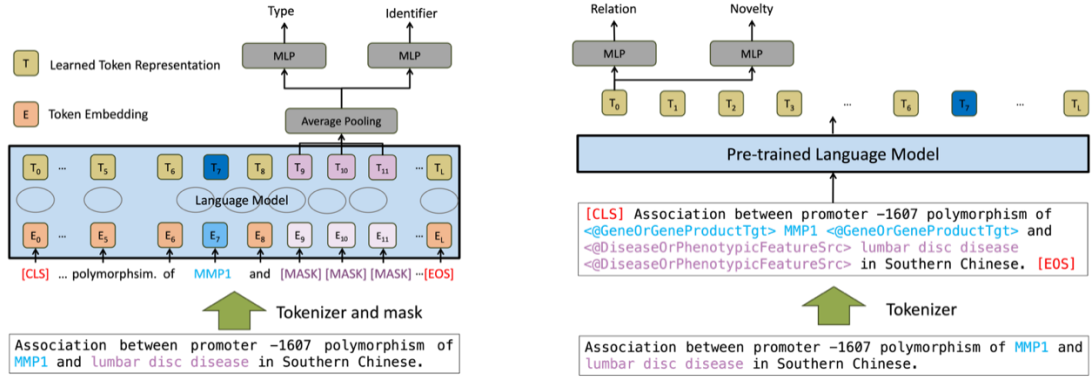 Type Identifier
MLP MLP
T Learned Token Representation
E Token Embedding
Average Pooling
T0 ... T5 T6 T7 T8 T9 T10 T11 ... TL
Language Model
E0 ... E5 E6 E7 E8 E9 E10 E11 ... EL
[CLS] ... polymorphsim. of MMP1 and [MASK] [MASK] [MASK] ...[EOS]
Tokenizer and mask
Association between promoter -1607 polymorphism of
MMP1 and lumbar disc disease in Southern Chinese.
Relation Novelty
MLP MLP
T0 T1 T2 T3 ... T6 T7 ... TL
Pre-trained Language Model
[CLS] Association between promoter -1607 polymorphism of
<@GeneOrGeneProductTgt> MMP1 <@GeneOrGeneProductTgt> and
<@DiseaseOrPhenotypicFeatureSrc> lumbar disc disease
<@DiseaseOrPhenotypicFeatureSrc> in Southern Chinese. [EOS]
Tokenizer
Association between promoter -1607 polymorphism of MMP1 and
lumbar disc disease in Southern Chinese.